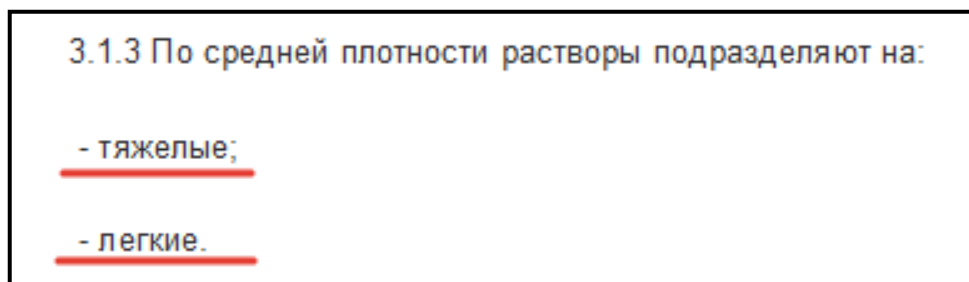 3.1.3 По средней плотности растворы подразделяют на:
- тяжелые;
- легкие.